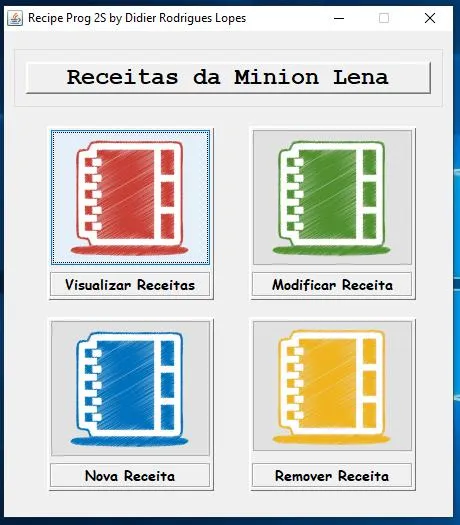 Recipe Prog 2S by Didier Rodrigues Lopes
Receitas da Minion Lena
Visualizar Receitas
Modificar Receita
Nova Receita
Remover Receita